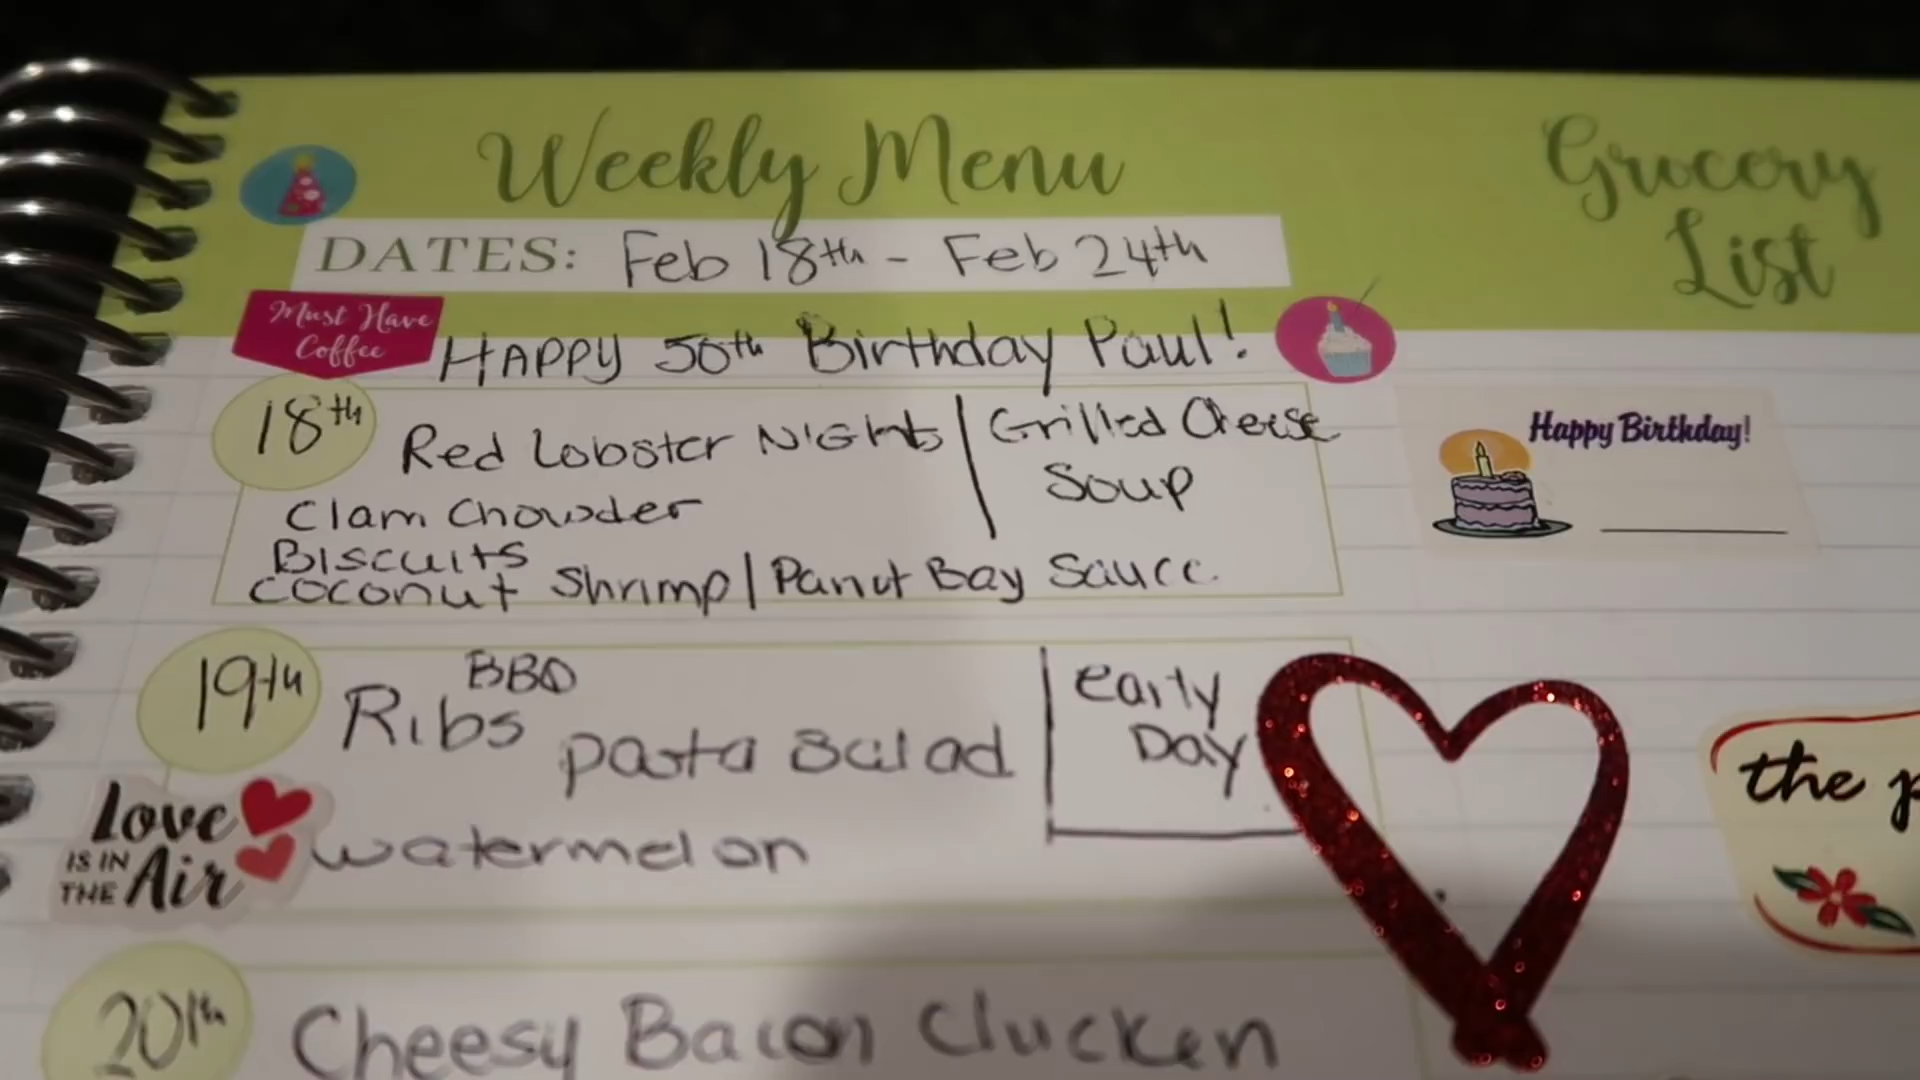 Weekly Menu
Grocery
List
DATES: Feb 18th - Feb 24th
Must Have
Coffee
HAPPY 50th Birthday Paul!
18th
Red Lobster NIGHts | Grilled Cheese
Soup
Clam Chowder
BIscuits
coconut Shrimp | Panut Bay Sauce
Happy Birthday!
19th
BBQ
Ribs
Pasta Salad
early
Day
watermelon
Love
IS IN
THE Air
the
20th
Cheesy Bacon Chicken